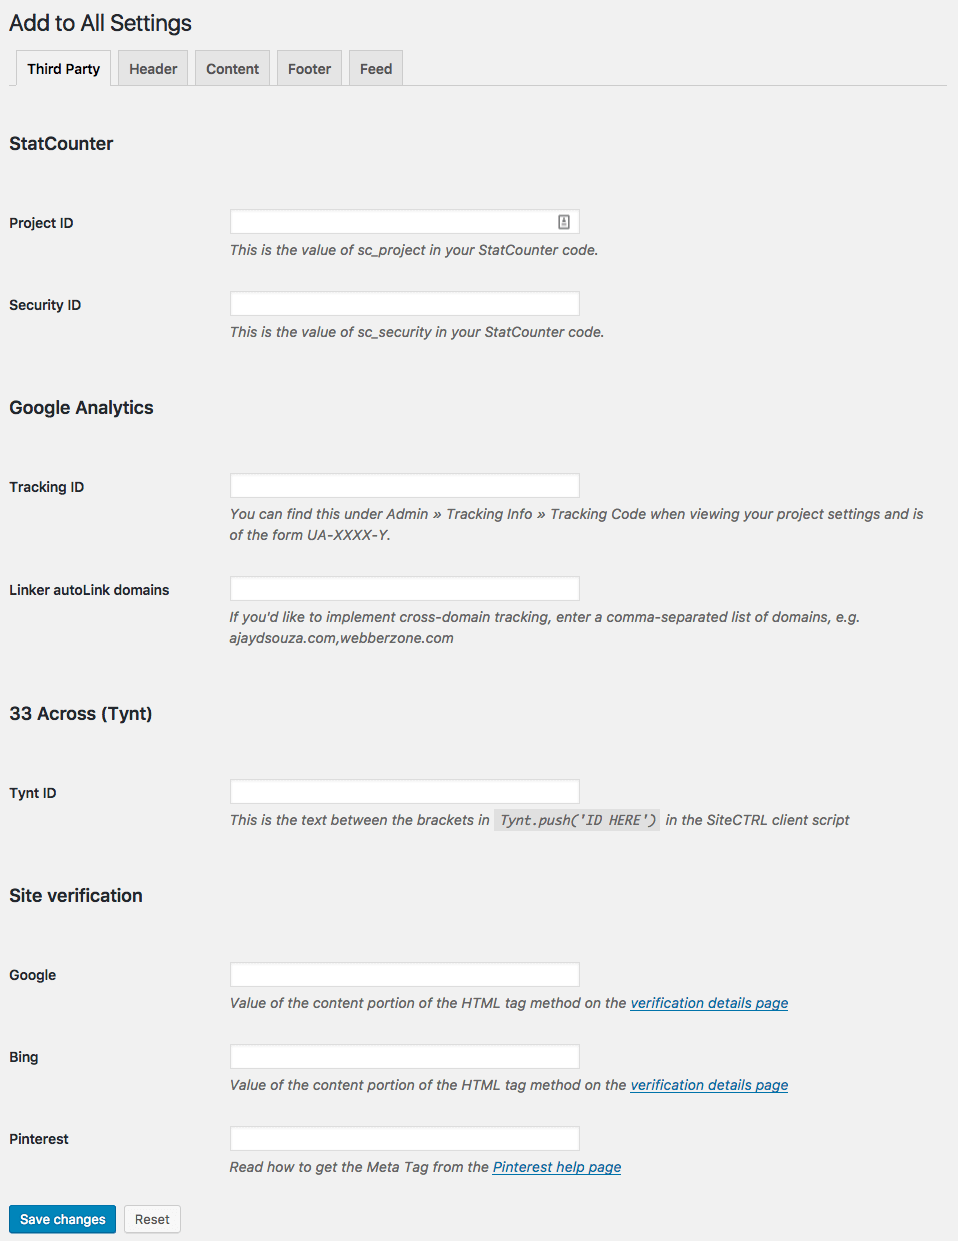 Add to All Settings
Third Party Header Content Footer Feed
StatCounter
Project ID
This is the value of sc_project in your StatCounter code.
Security ID
This is the value of sc_security in your StatCounter code.
Google Analytics
Tracking ID
You can find this under Admin » Tracking Info » Tracking Code when viewing your project settings and is
of the form UA-XXXX-Y.
Linker autoLink domains
If you'd like to implement cross-domain tracking, enter a comma-separated list of domains, e.g.
ajaydsouza.com,webberzone.com
33 Across (Tynt)
Tynt ID
This is the text between the brackets in Tynt.push('ID HERE') in the SiteCTRL client script
Site verification
Google
Value of the content portion of the HTML tag method on the verification details page
Bing
Value of the content portion of the HTML tag method on the verification details page
Pinterest
Read how to get the Meta Tag from the Pinterest help page
Save changes Reset